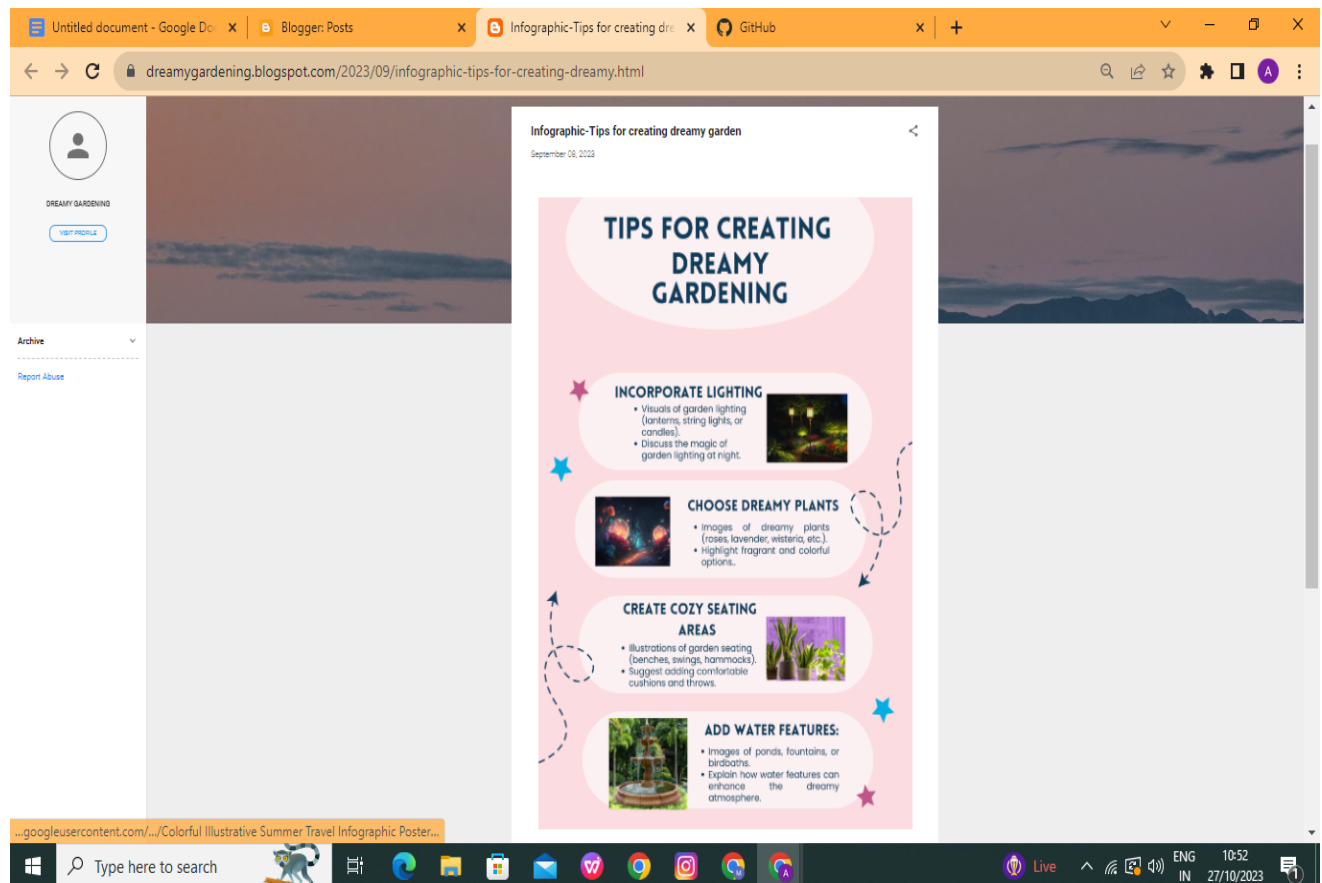 Untitled document - Google Do
Blogger: Posts
Infographic-Tips for creating dre
GitHub
dreamygardening.blogspot.com/2023/09/infographic-tips-for-creating-dreamy.html
A
DREAMY GARDENING
VISIT PROFILE
Archive
Report Abuse
Infographic-Tips for creating dreamy garden
September 08, 2023
TIPS FOR CREATING
DREAMY
GARDENING
INCORPORATE LIGHTING
• Visuals of garden lighting
(lanterns, string lights, or
candles).
• Discuss the magic of
garden lighting at night.
CHOOSE DREAMY PLANTS
• Images of dreamy plants
(roses, lavender, wisteria, etc.).
• Highlight fragrant and colorful
options..
CREATE COZY SEATING
AREAS
• Illustrations of garden seating
(benches, swings, hammocks).
• Suggest adding comfortable
cushions and throws.
ADD WATER FEATURES:
• Images of ponds, fountains, or
birdbaths.
• Explain how water features can
enhance the dreamy
atmosphere.
...googleusercontent.com/.../Colorful Illustrative Summer Travel Infographic Poster...
Type here to search
Live
ENG
IN
10:52
27/10/2023
1